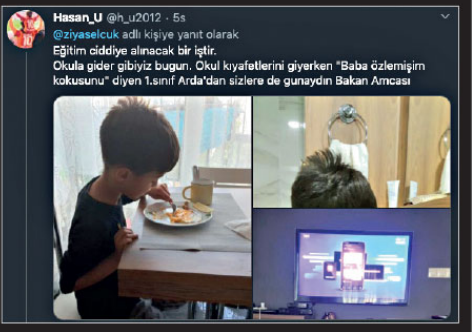 Hasan_U @h_u2012 · 5s
@ziyaselcuk adlı kişiye yanıt olarak
Eğitim ciddiye alınacak bir iştir.
Okula gider gibiyiz bugun. Okul kıyafetlerini giyerken "Baba özlemişim
kokusunu" diyen 1.sınıf Arda'dan sizlere de gunaydın Bakan Amcası